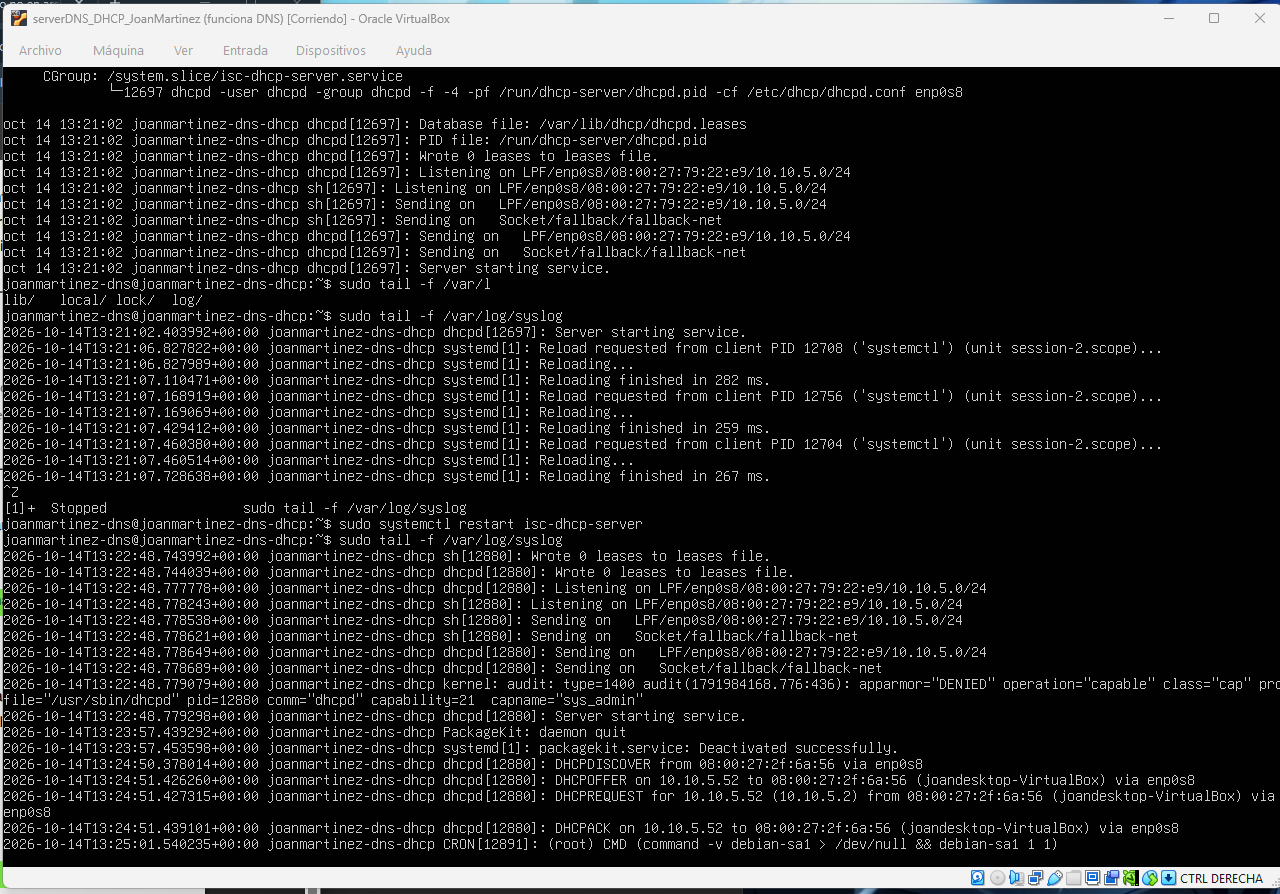 serverDNS_DHCP_JoanMartinez (funciona DNS) [Corriendo] - Oracle VirtualBox
Archivo Máquina Ver Entrada Dispositivos Ayuda
CGroup: /system.slice/isc-dhcp-server.service
└─12697 dhcpd -user dhcpd -group dhcpd -f -4 -pf /run/dhcp-server/dhcpd.pid -cf /etc/dhcp/dhcpd.conf enp0s8
oct 14 13:21:02 joanmartinez-dns-dhcp dhcpd[12697]: Database file: /var/lib/dhcp/dhcpd.leases
oct 14 13:21:02 joanmartinez-dns-dhcp dhcpd[12697]: PID file: /run/dhcp-server/dhcpd.pid
oct 14 13:21:02 joanmartinez-dns-dhcp dhcpd[12697]: Wrote 0 leases to leases file.
oct 14 13:21:02 joanmartinez-dns-dhcp dhcpd[12697]: Listening on LPF/enp0s8/08:00:27:79:22:e9/10.10.5.0/24
oct 14 13:21:02 joanmartinez-dns-dhcp sh[12697]: Listening on LPF/enp0s8/08:00:27:79:22:e9/10.10.5.0/24
oct 14 13:21:02 joanmartinez-dns-dhcp sh[12697]: Sending on   LPF/enp0s8/08:00:27:79:22:e9/10.10.5.0/24
oct 14 13:21:02 joanmartinez-dns-dhcp sh[12697]: Sending on   Socket/fallback/fallback-net
oct 14 13:21:02 joanmartinez-dns-dhcp dhcpd[12697]: Sending on   LPF/enp0s8/08:00:27:79:22:e9/10.10.5.0/24
oct 14 13:21:02 joanmartinez-dns-dhcp dhcpd[12697]: Sending on   Socket/fallback/fallback-net
oct 14 13:21:02 joanmartinez-dns-dhcp dhcpd[12697]: Server starting service.
joanmartinez-dns@joanmartinez-dns-dhcp:~$ sudo tail -f /var/l
lib/   local/ lock/  log/
joanmartinez-dns@joanmartinez-dns-dhcp:~$ sudo tail -f /var/log/syslog
2026-10-14T13:21:02.403992+00:00 joanmartinez-dns-dhcp dhcpd[12697]: Server starting service.
2026-10-14T13:21:06.827822+00:00 joanmartinez-dns-dhcp systemd[1]: Reload requested from client PID 12708 ('systemctl') (unit session-2.scope)...
2026-10-14T13:21:06.827989+00:00 joanmartinez-dns-dhcp systemd[1]: Reloading...
2026-10-14T13:21:07.110471+00:00 joanmartinez-dns-dhcp systemd[1]: Reloading finished in 282 ms.
2026-10-14T13:21:07.168919+00:00 joanmartinez-dns-dhcp systemd[1]: Reload requested from client PID 12756 ('systemctl') (unit session-2.scope)...
2026-10-14T13:21:07.169069+00:00 joanmartinez-dns-dhcp systemd[1]: Reloading...
2026-10-14T13:21:07.429412+00:00 joanmartinez-dns-dhcp systemd[1]: Reloading finished in 259 ms.
2026-10-14T13:21:07.460380+00:00 joanmartinez-dns-dhcp systemd[1]: Reload requested from client PID 12704 ('systemctl') (unit session-2.scope)...
2026-10-14T13:21:07.460514+00:00 joanmartinez-dns-dhcp systemd[1]: Reloading...
2026-10-14T13:21:07.728638+00:00 joanmartinez-dns-dhcp systemd[1]: Reloading finished in 267 ms.
^Z
[1]+  Stopped                 sudo tail -f /var/log/syslog
joanmartinez-dns@joanmartinez-dns-dhcp:~$ sudo systemctl restart isc-dhcp-server
joanmartinez-dns@joanmartinez-dns-dhcp:~$ sudo tail -f /var/log/syslog
2026-10-14T13:22:48.743992+00:00 joanmartinez-dns-dhcp sh[12880]: Wrote 0 leases to leases file.
2026-10-14T13:22:48.744039+00:00 joanmartinez-dns-dhcp dhcpd[12880]: Wrote 0 leases to leases file.
2026-10-14T13:22:48.777778+00:00 joanmartinez-dns-dhcp dhcpd[12880]: Listening on LPF/enp0s8/08:00:27:79:22:e9/10.10.5.0/24
2026-10-14T13:22:48.778243+00:00 joanmartinez-dns-dhcp sh[12880]: Listening on LPF/enp0s8/08:00:27:79:22:e9/10.10.5.0/24
2026-10-14T13:22:48.778538+00:00 joanmartinez-dns-dhcp sh[12880]: Sending on   LPF/enp0s8/08:00:27:79:22:e9/10.10.5.0/24
2026-10-14T13:22:48.778621+00:00 joanmartinez-dns-dhcp sh[12880]: Sending on   Socket/fallback/fallback-net
2026-10-14T13:22:48.778649+00:00 joanmartinez-dns-dhcp dhcpd[12880]: Sending on   LPF/enp0s8/08:00:27:79:22:e9/10.10.5.0/24
2026-10-14T13:22:48.778689+00:00 joanmartinez-dns-dhcp dhcpd[12880]: Sending on   Socket/fallback/fallback-net
2026-10-14T13:22:48.779079+00:00 joanmartinez-dns-dhcp kernel: audit: type=1400 audit(1791984168.776:436): apparmor="DENIED" operation="capable" class="cap" pro
file="/usr/sbin/dhcpd" pid=12880 comm="dhcpd" capability=21  capname="sys_admin"
2026-10-14T13:22:48.779298+00:00 joanmartinez-dns-dhcp dhcpd[12880]: Server starting service.
2026-10-14T13:23:57.439292+00:00 joanmartinez-dns-dhcp PackageKit: daemon quit
2026-10-14T13:23:57.453598+00:00 joanmartinez-dns-dhcp systemd[1]: packagekit.service: Deactivated successfully.
2026-10-14T13:24:50.378014+00:00 joanmartinez-dns-dhcp dhcpd[12880]: DHCPDISCOVER from 08:00:27:2f:6a:56 via enp0s8
2026-10-14T13:24:51.426260+00:00 joanmartinez-dns-dhcp dhcpd[12880]: DHCPOFFER on 10.10.5.52 to 08:00:27:2f:6a:56 (joandesktop-VirtualBox) via enp0s8
2026-10-14T13:24:51.427315+00:00 joanmartinez-dns-dhcp dhcpd[12880]: DHCPREQUEST for 10.10.5.52 (10.10.5.2) from 08:00:27:2f:6a:56 (joandesktop-VirtualBox) via
enp0s8
2026-10-14T13:24:51.439101+00:00 joanmartinez-dns-dhcp dhcpd[12880]: DHCPACK on 10.10.5.52 to 08:00:27:2f:6a:56 (joandesktop-VirtualBox) via enp0s8
2026-10-14T13:25:01.540235+00:00 joanmartinez-dns-dhcp CRON[12891]: (root) CMD (command -v debian-sa1 > /dev/null && debian-sa1 1 1)
CTRL DERECHA